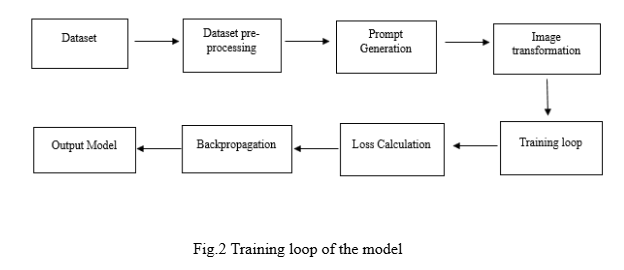 Dataset
Dataset pre-
processing
Prompt
Generation
Image
transformation
Training loop
Loss Calculation
Backpropagation
Output Model
Fig.2 Training loop of the model